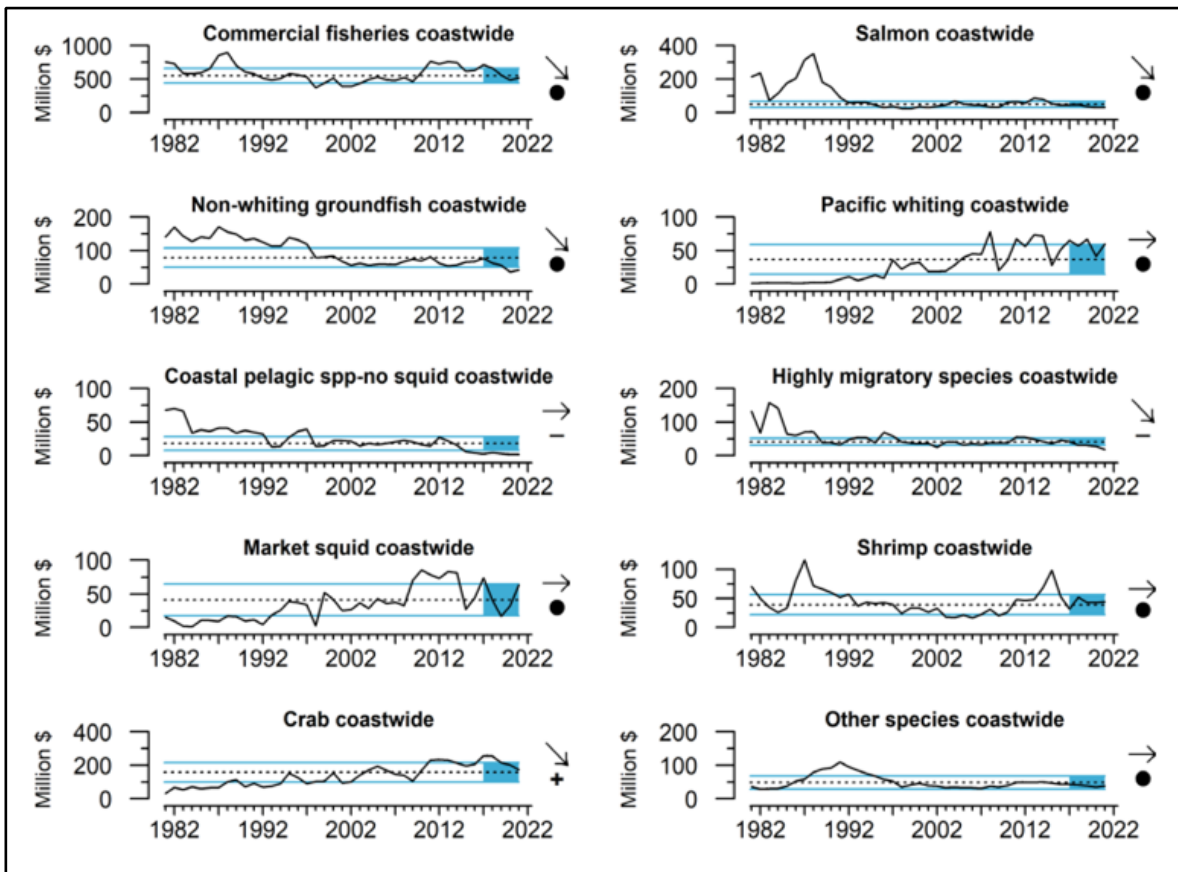 Commercial fisheries coastwide
Million $
1000
500
0
1982 1992 2002 2012 2022
Salmon coastwide
Million $
400
200
0
1982 1992 2002 2012 2022
Non-whiting groundfish coastwide
Million $
200
100
0
1982 1992 2002 2012 2022
Pacific whiting coastwide
Million $
100
50
0
1982 1992 2002 2012 2022
Coastal pelagic spp-no squid coastwide
Million $
100
50
0
1982 1992 2002 2012 2022
–
Highly migratory species coastwide
Million $
200
100
0
1982 1992 2002 2012 2022
–
Market squid coastwide
Million $
100
50
0
1982 1992 2002 2012 2022
Shrimp coastwide
Million $
100
50
0
1982 1992 2002 2012 2022
Crab coastwide
Million $
400
200
0
1982 1992 2002 2012 2022
+
Other species coastwide
Million $
200
100
0
1982 1992 2002 2012 2022